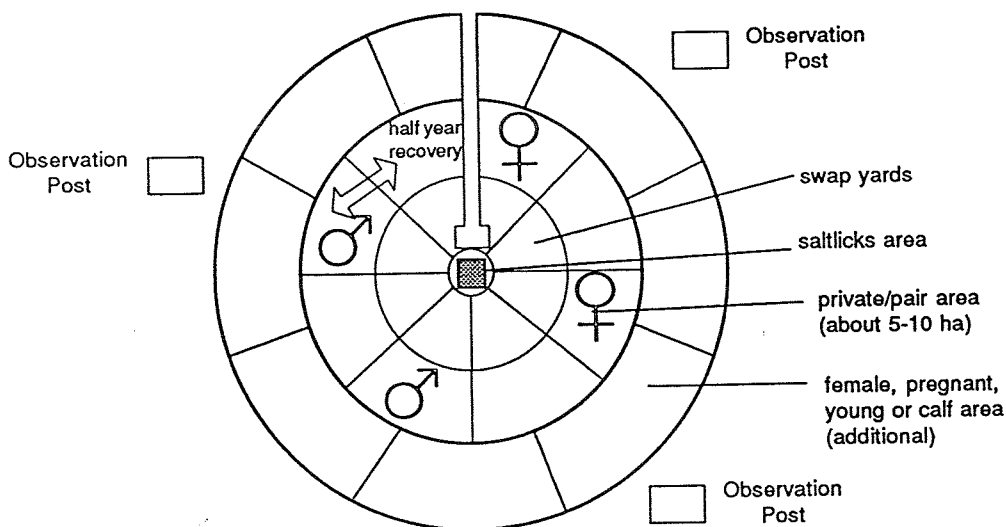 Observation
Post
half year
recovery
Observation
Post
swap yards
saltlicks area
private/pair area
(about 5-10 ha)
female, pregnant,
young or calf area
(additional)
Observation
Post